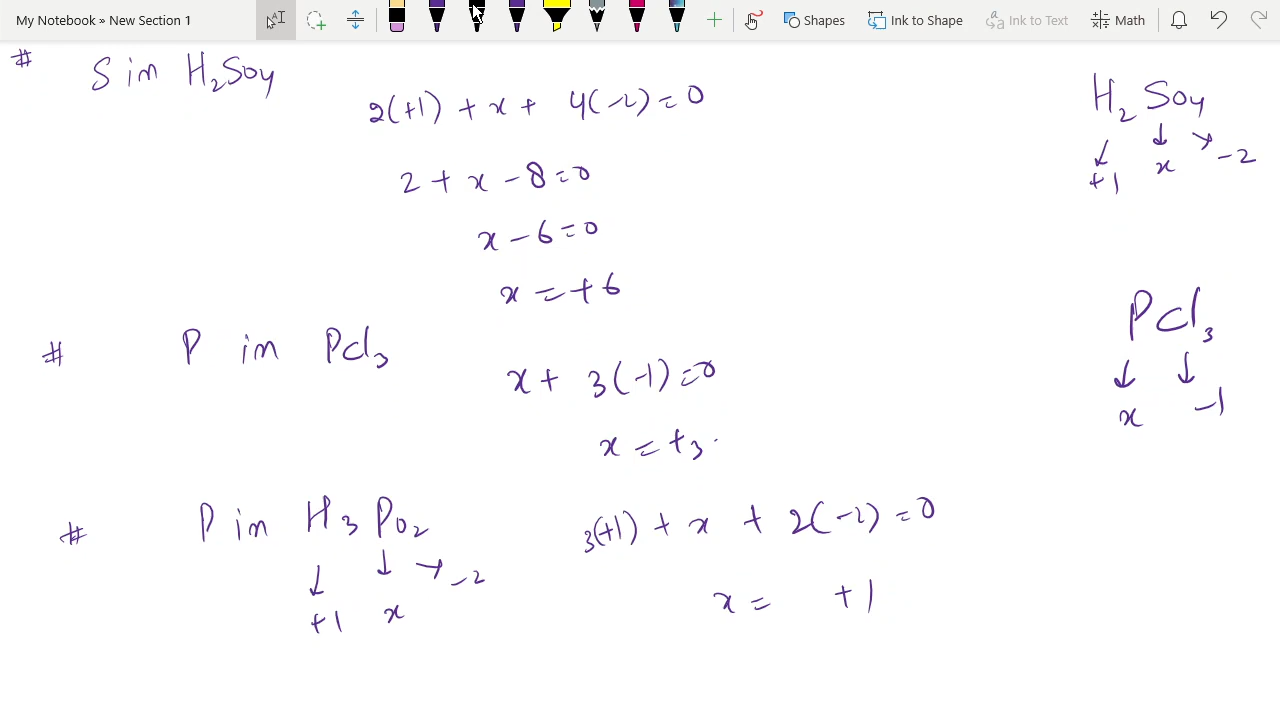 My Notebook » New Section 1
Shapes Ink to Shape Ink to Text Math
# S in H₂SO₄
2(+1) + x + 4(-2) = 0
H₂SO₄
+1 x -2
2 + x - 8 = 0
x - 6 = 0
x = +6
# P in PCl₃
PCl₃
x -1
x + 3(-1) = 0
x = +3
# P in H₃PO₂
+1 x -2
3(+1) + x + 2(-2) = 0
x = +1